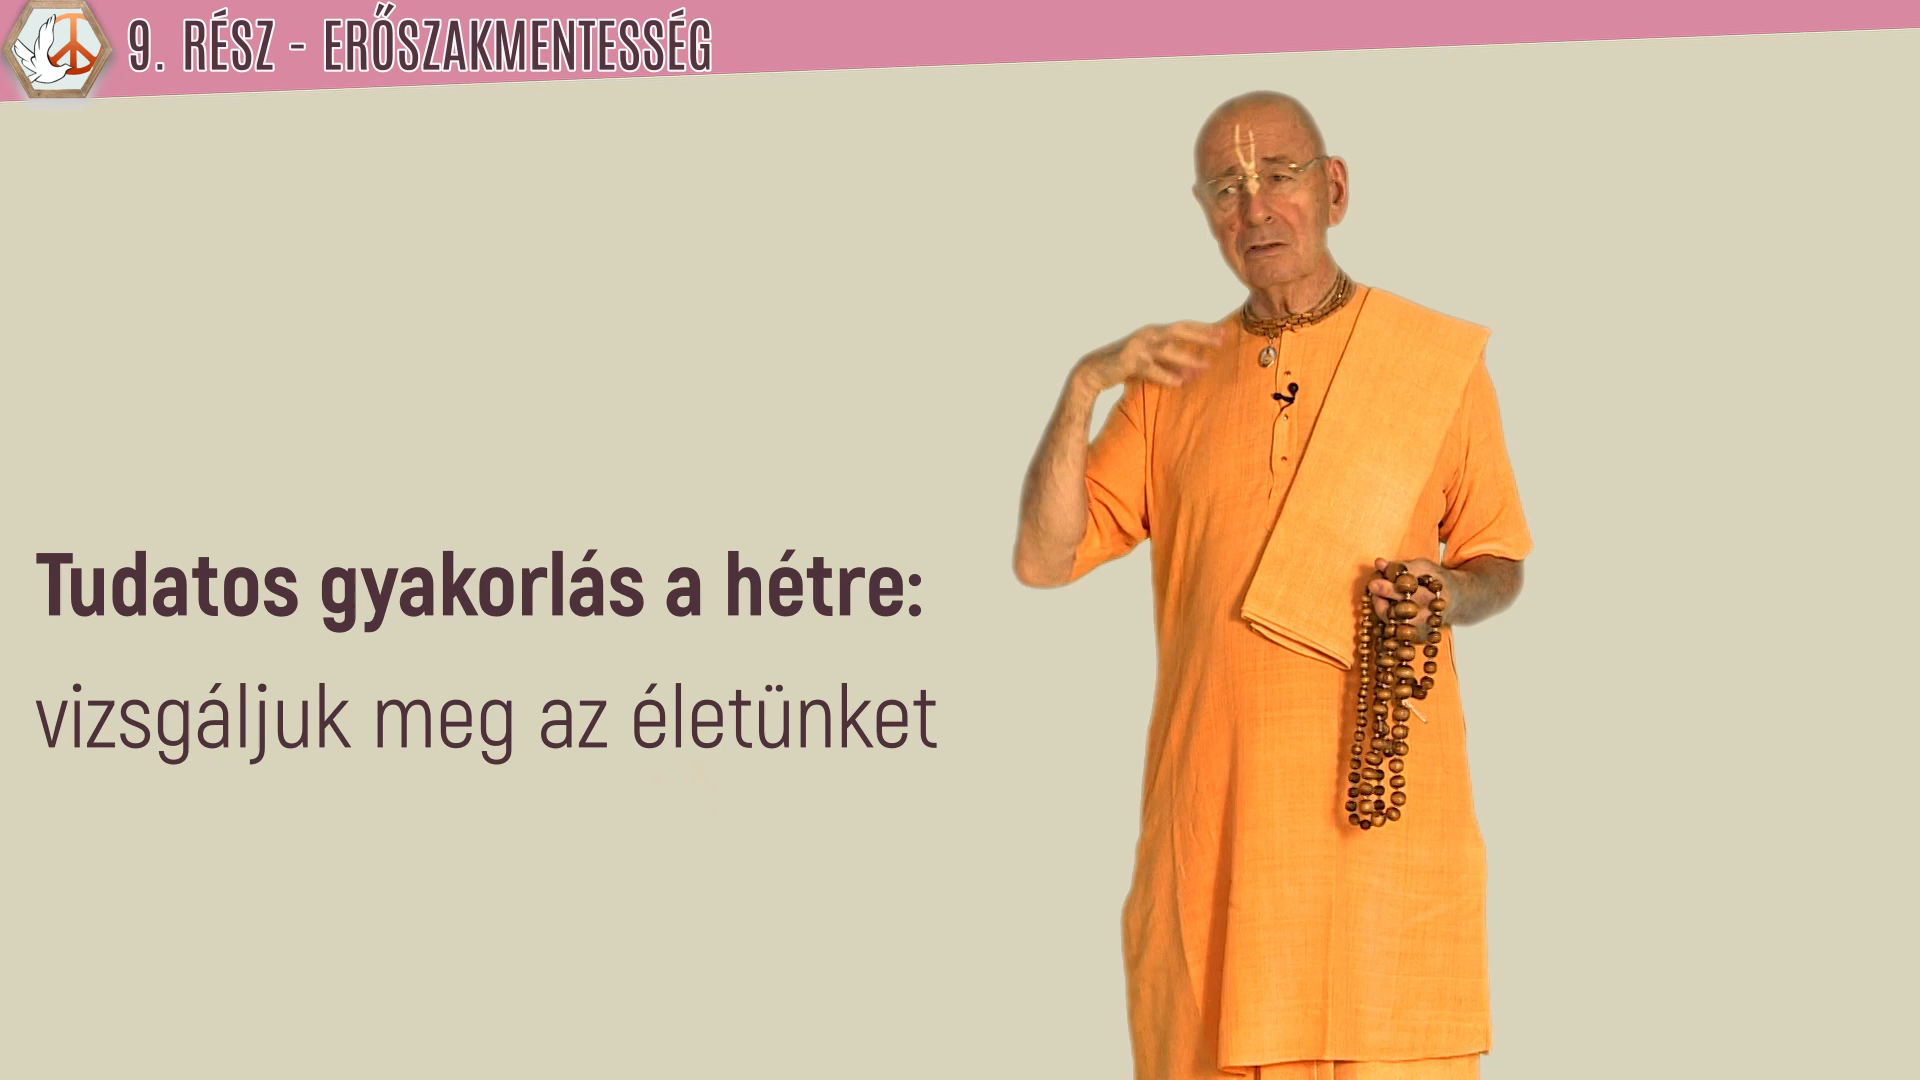 9. RÉSZ - ERŐSZAKMENTESSÉG
Tudatos gyakorlás a hétre:
vizsgáljuk meg az életünket